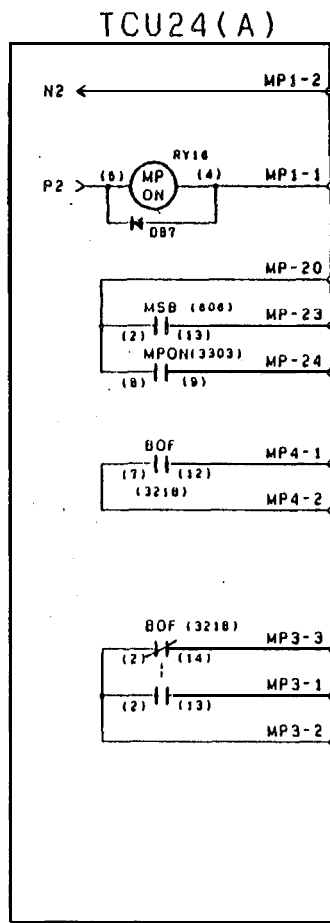 TCU24(A)
N2 MP1-2
RY16
P2 (6) MP ON (4) MP1-1
DB7
MP-20
MSB (606) MP-23
(2) (13)
MPON(3303) MP-24
(8) (9)
BOF MP4-1
(7) (12)
(3218) MP4-2
BOF (3218) MP3-3
(2) (14)
MP3-1
(2) (13)
MP3-2